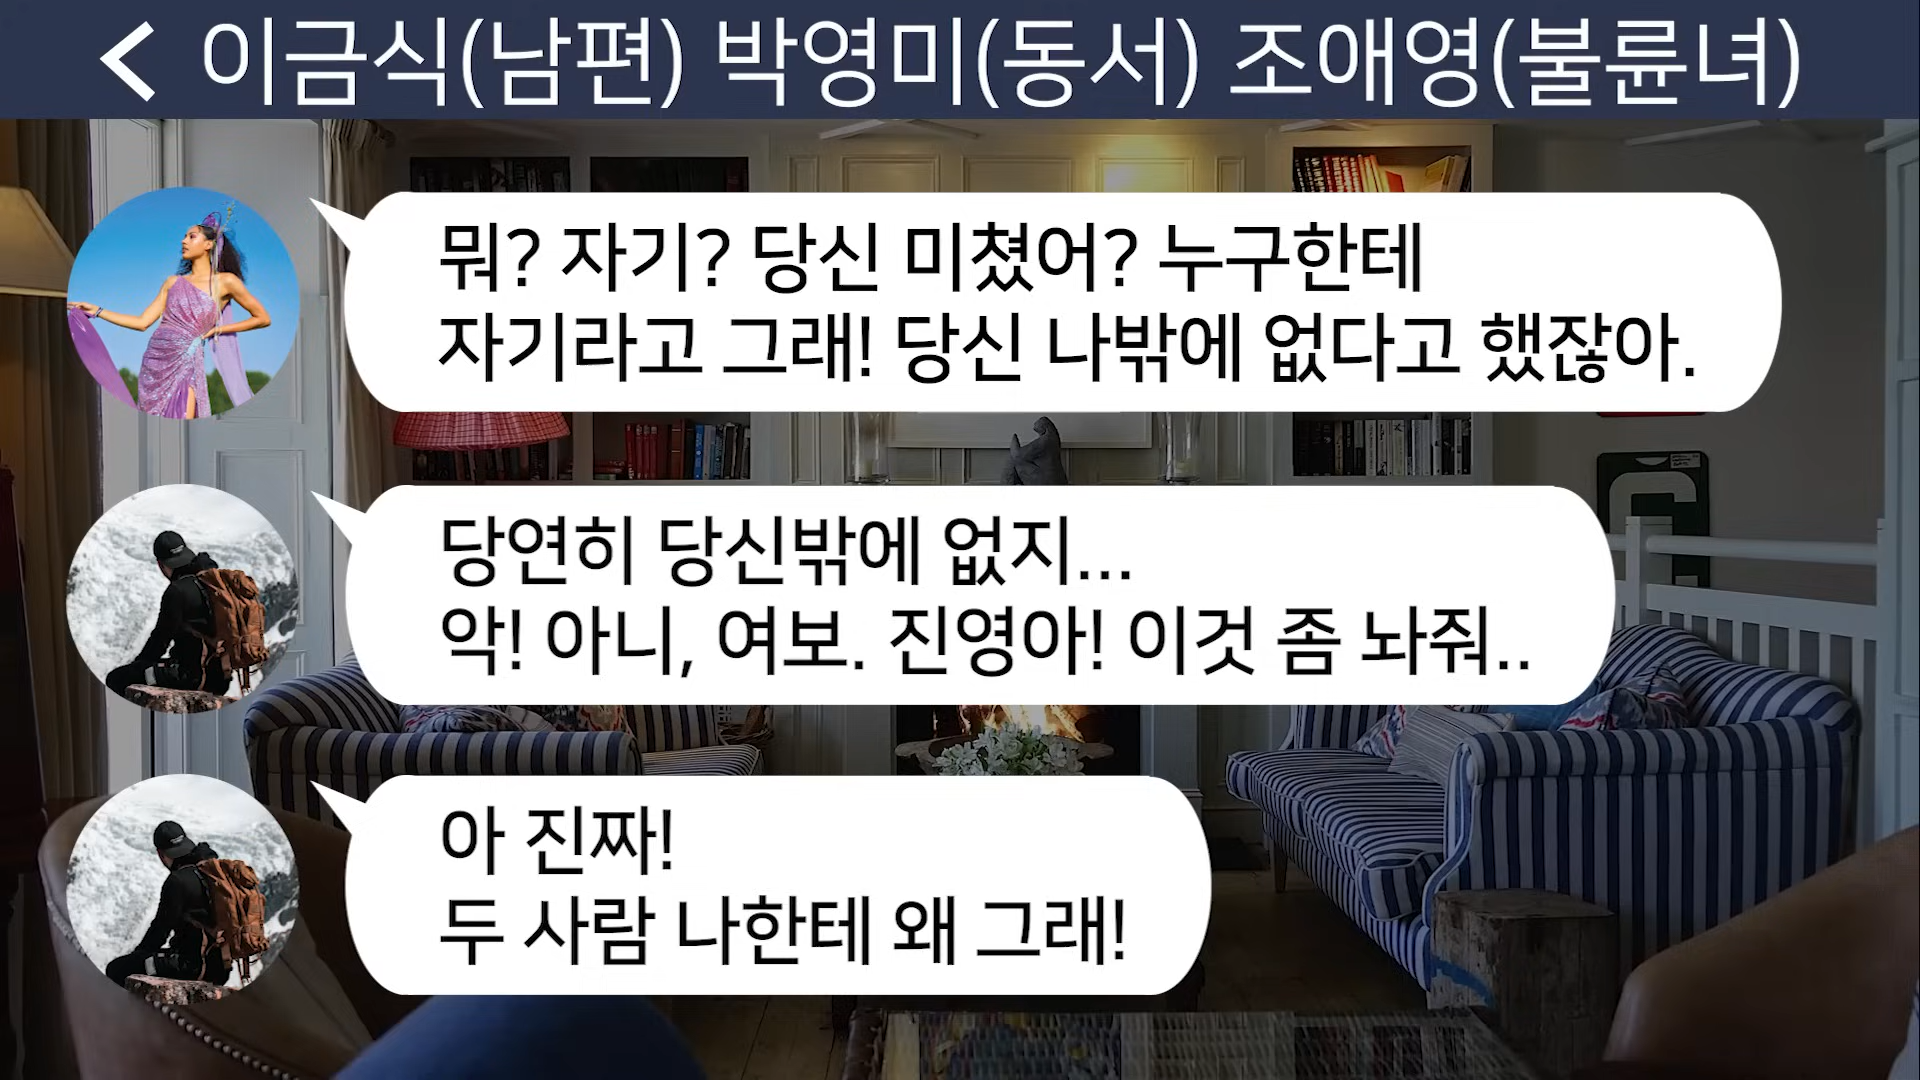 이금식(남편) 박영미(동서) 조애영(불륜녀)
뭐? 자기? 당신 미쳤어? 누구한테
자기라고 그래! 당신 나밖에 없다고 했잖아.
당연히 당신밖에 없지...
악! 아니, 여보. 진영아! 이것 좀 놔줘..
아 진짜!
두 사람 나한테 왜 그래!